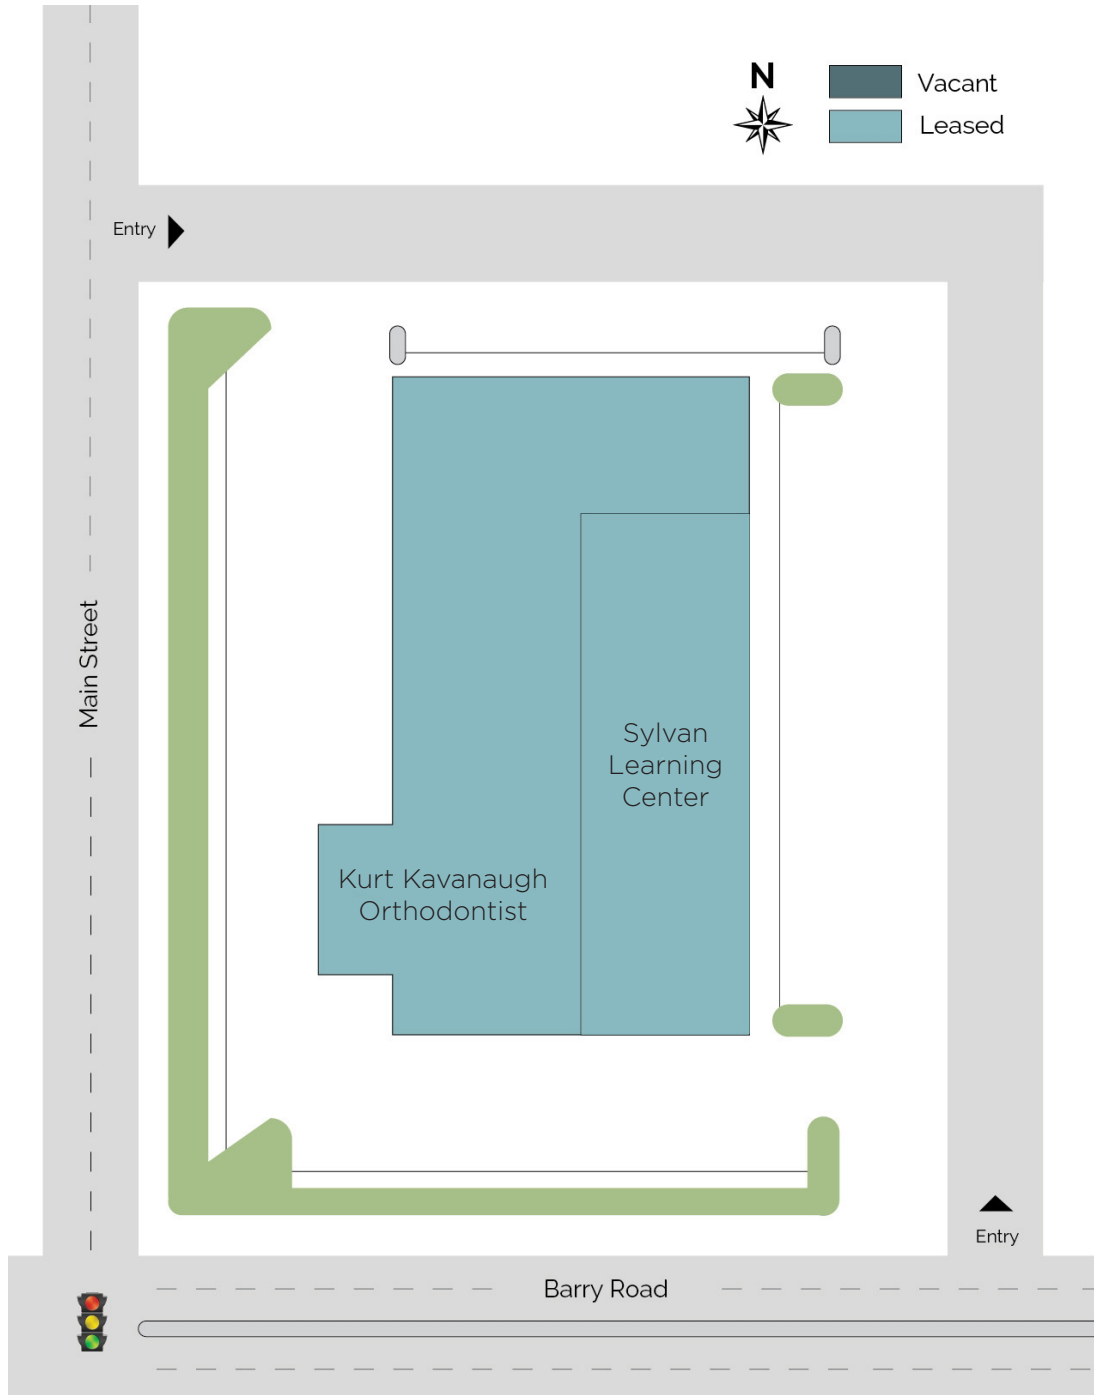 N
Vacant
Leased
Entry
Main Street
Sylvan
Learning
Center
Kurt Kavanaugh
Orthodontist
Entry
Barry Road